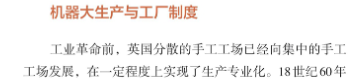 机器大生产与工厂制度
工业革命前，英国分散的手工工场已经向集中的手工
工场发展，在一定程度上实现了生产专业化。18世纪60年